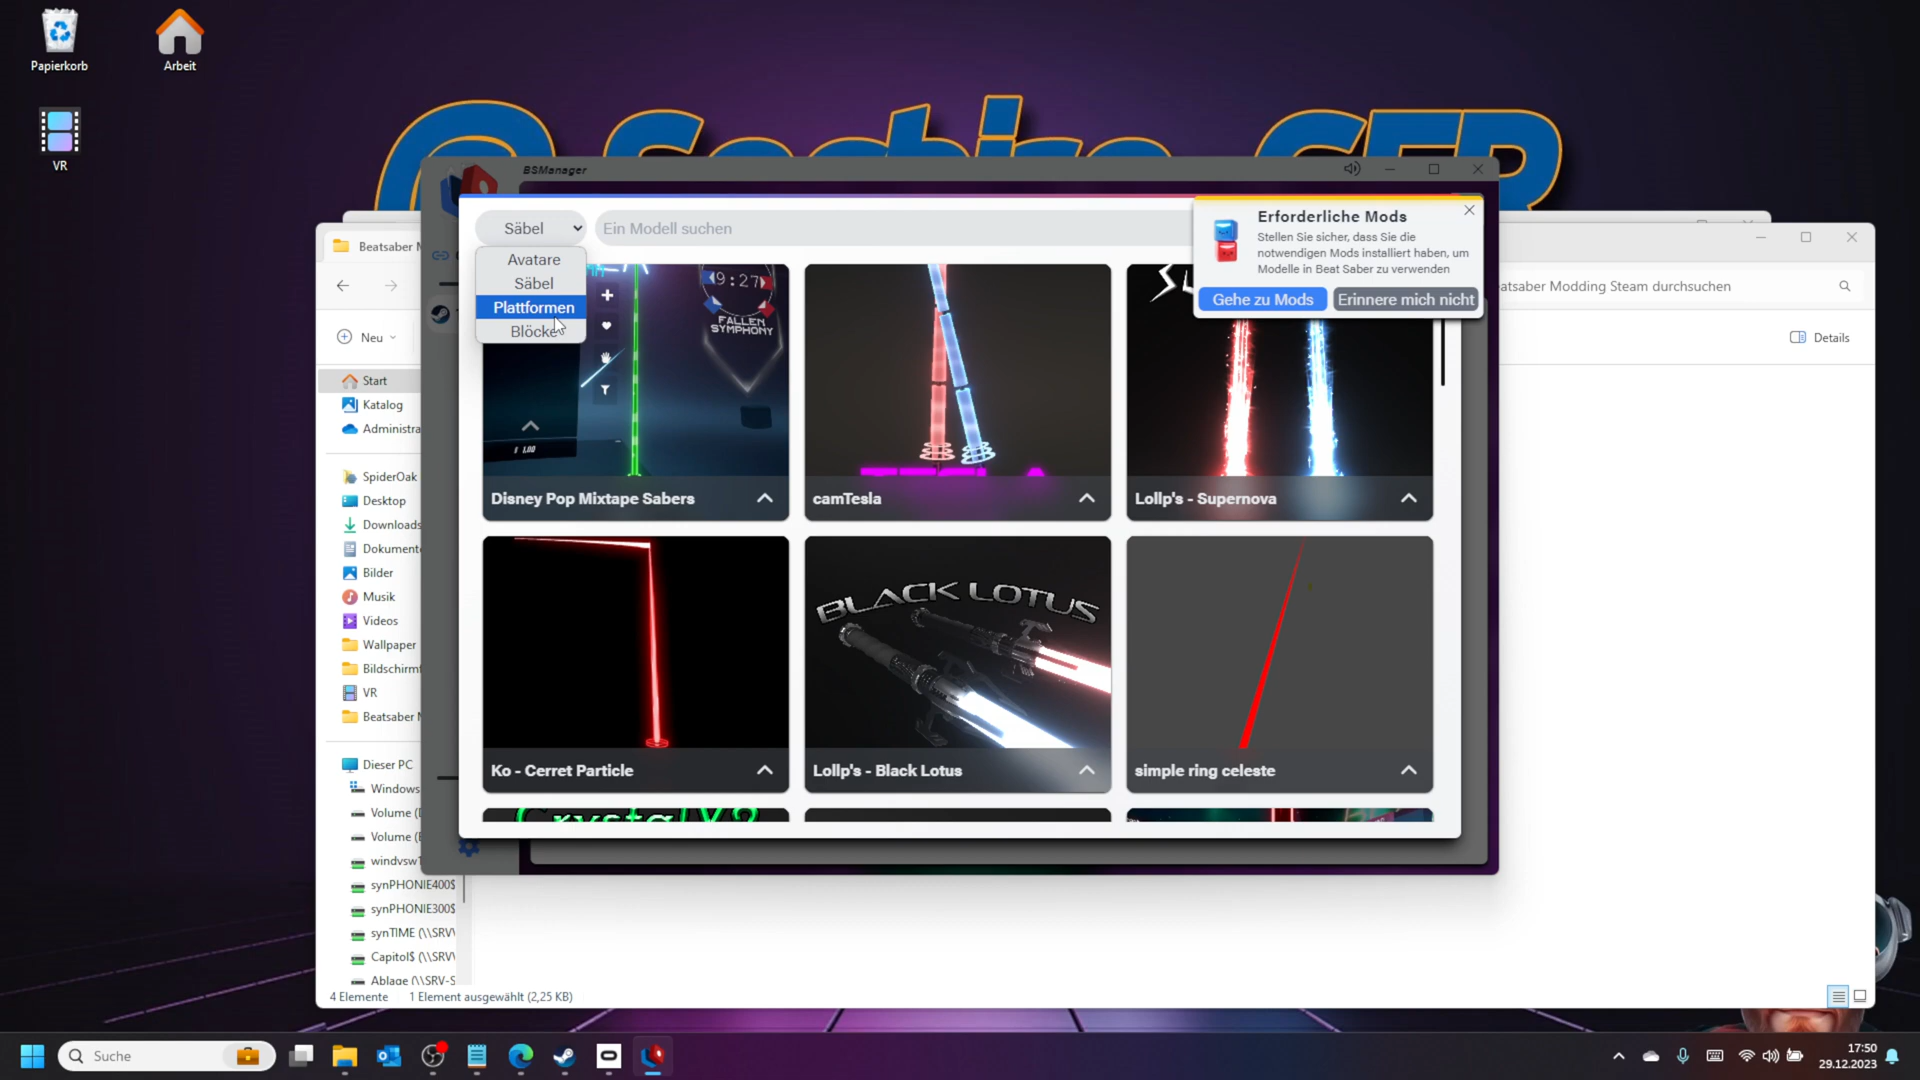 Papierkorb
Arbeit
VR
BSManager
Säbel
Ein Modell suchen
Avatare
Säbel
Plattformen
Blöcke
Erforderliche Mods
Stellen Sie sicher, dass Sie die
notwendigen Mods installiert haben, um
Modelle in Beat Saber zu verwenden
Gehe zu Mods
Erinnere mich nicht
9:27
FALLEN
SYMPHONY
Disney Pop Mixtape Sabers
camTesla
Lollp's - Supernova
BLACK LOTUS
Ko - Cerret Particle
Lollp's - Black Lotus
simple ring celeste
Beatsaber M
eatsaber Modding Steam durchsuchen
Neu
Details
Start
Katalog
Administra
SpiderOak
Desktop
Downloads
Dokumente
Bilder
Musik
Videos
Wallpaper
Bildschirmf
VR
Beatsaber M
Dieser PC
Windows
Volume (
Volume (
windvsw1
synPHONIE400$
synPHONIE300$
synTIME (\\SRV
Capitol$ (\\SRV
Ablage (\\SRV-S
4 Elemente
1 Element ausgewählt (2,25 KB)
Suche
17:50
29.12.2023